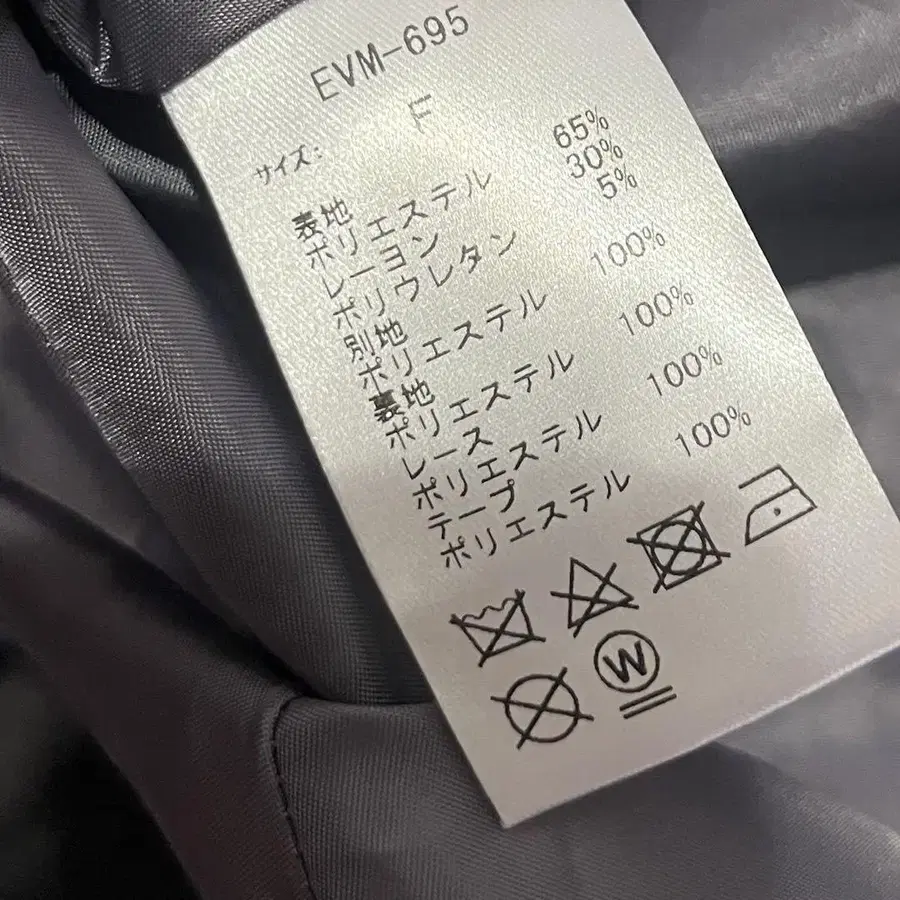 EVM-695
サイズ: F
表地
ポリエステル 65%
レーヨン 30%
ポリウレタン 5%
別地
ポリエステル 100%
裏地
ポリエステル 100%
レース
ポリエステル 100%
テープ
ポリエステル 100%
W